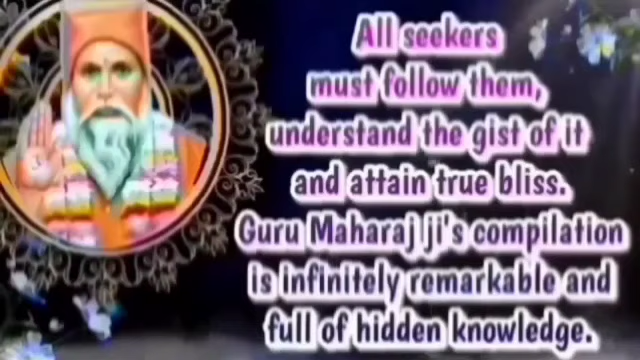 All seekers
must follow them,
understand the gist of it
and attain true bliss.
Guru Maharaj ji's compilation
is infinitely remarkable and
full of hidden knowledge.